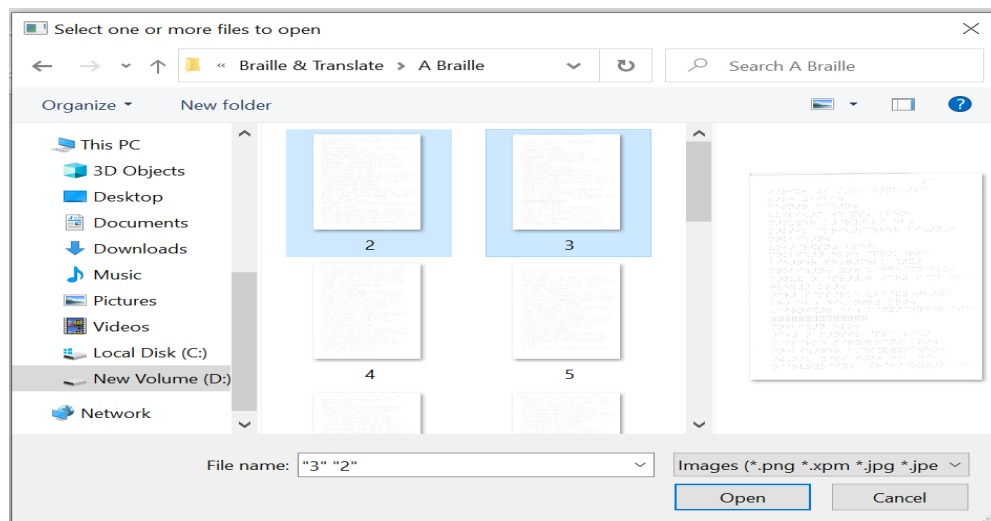 Select one or more files to open
« Braille & Translate > A Braille
Search A Braille
Organize
New folder
This PC
3D Objects
Desktop
Documents
Downloads
Music
Pictures
Videos
Local Disk (C:)
New Volume (D:)
Network
2
3
4
5
File name: "3" "2"
Images (*.png *.xpm *.jpg *.jpe
Open
Cancel